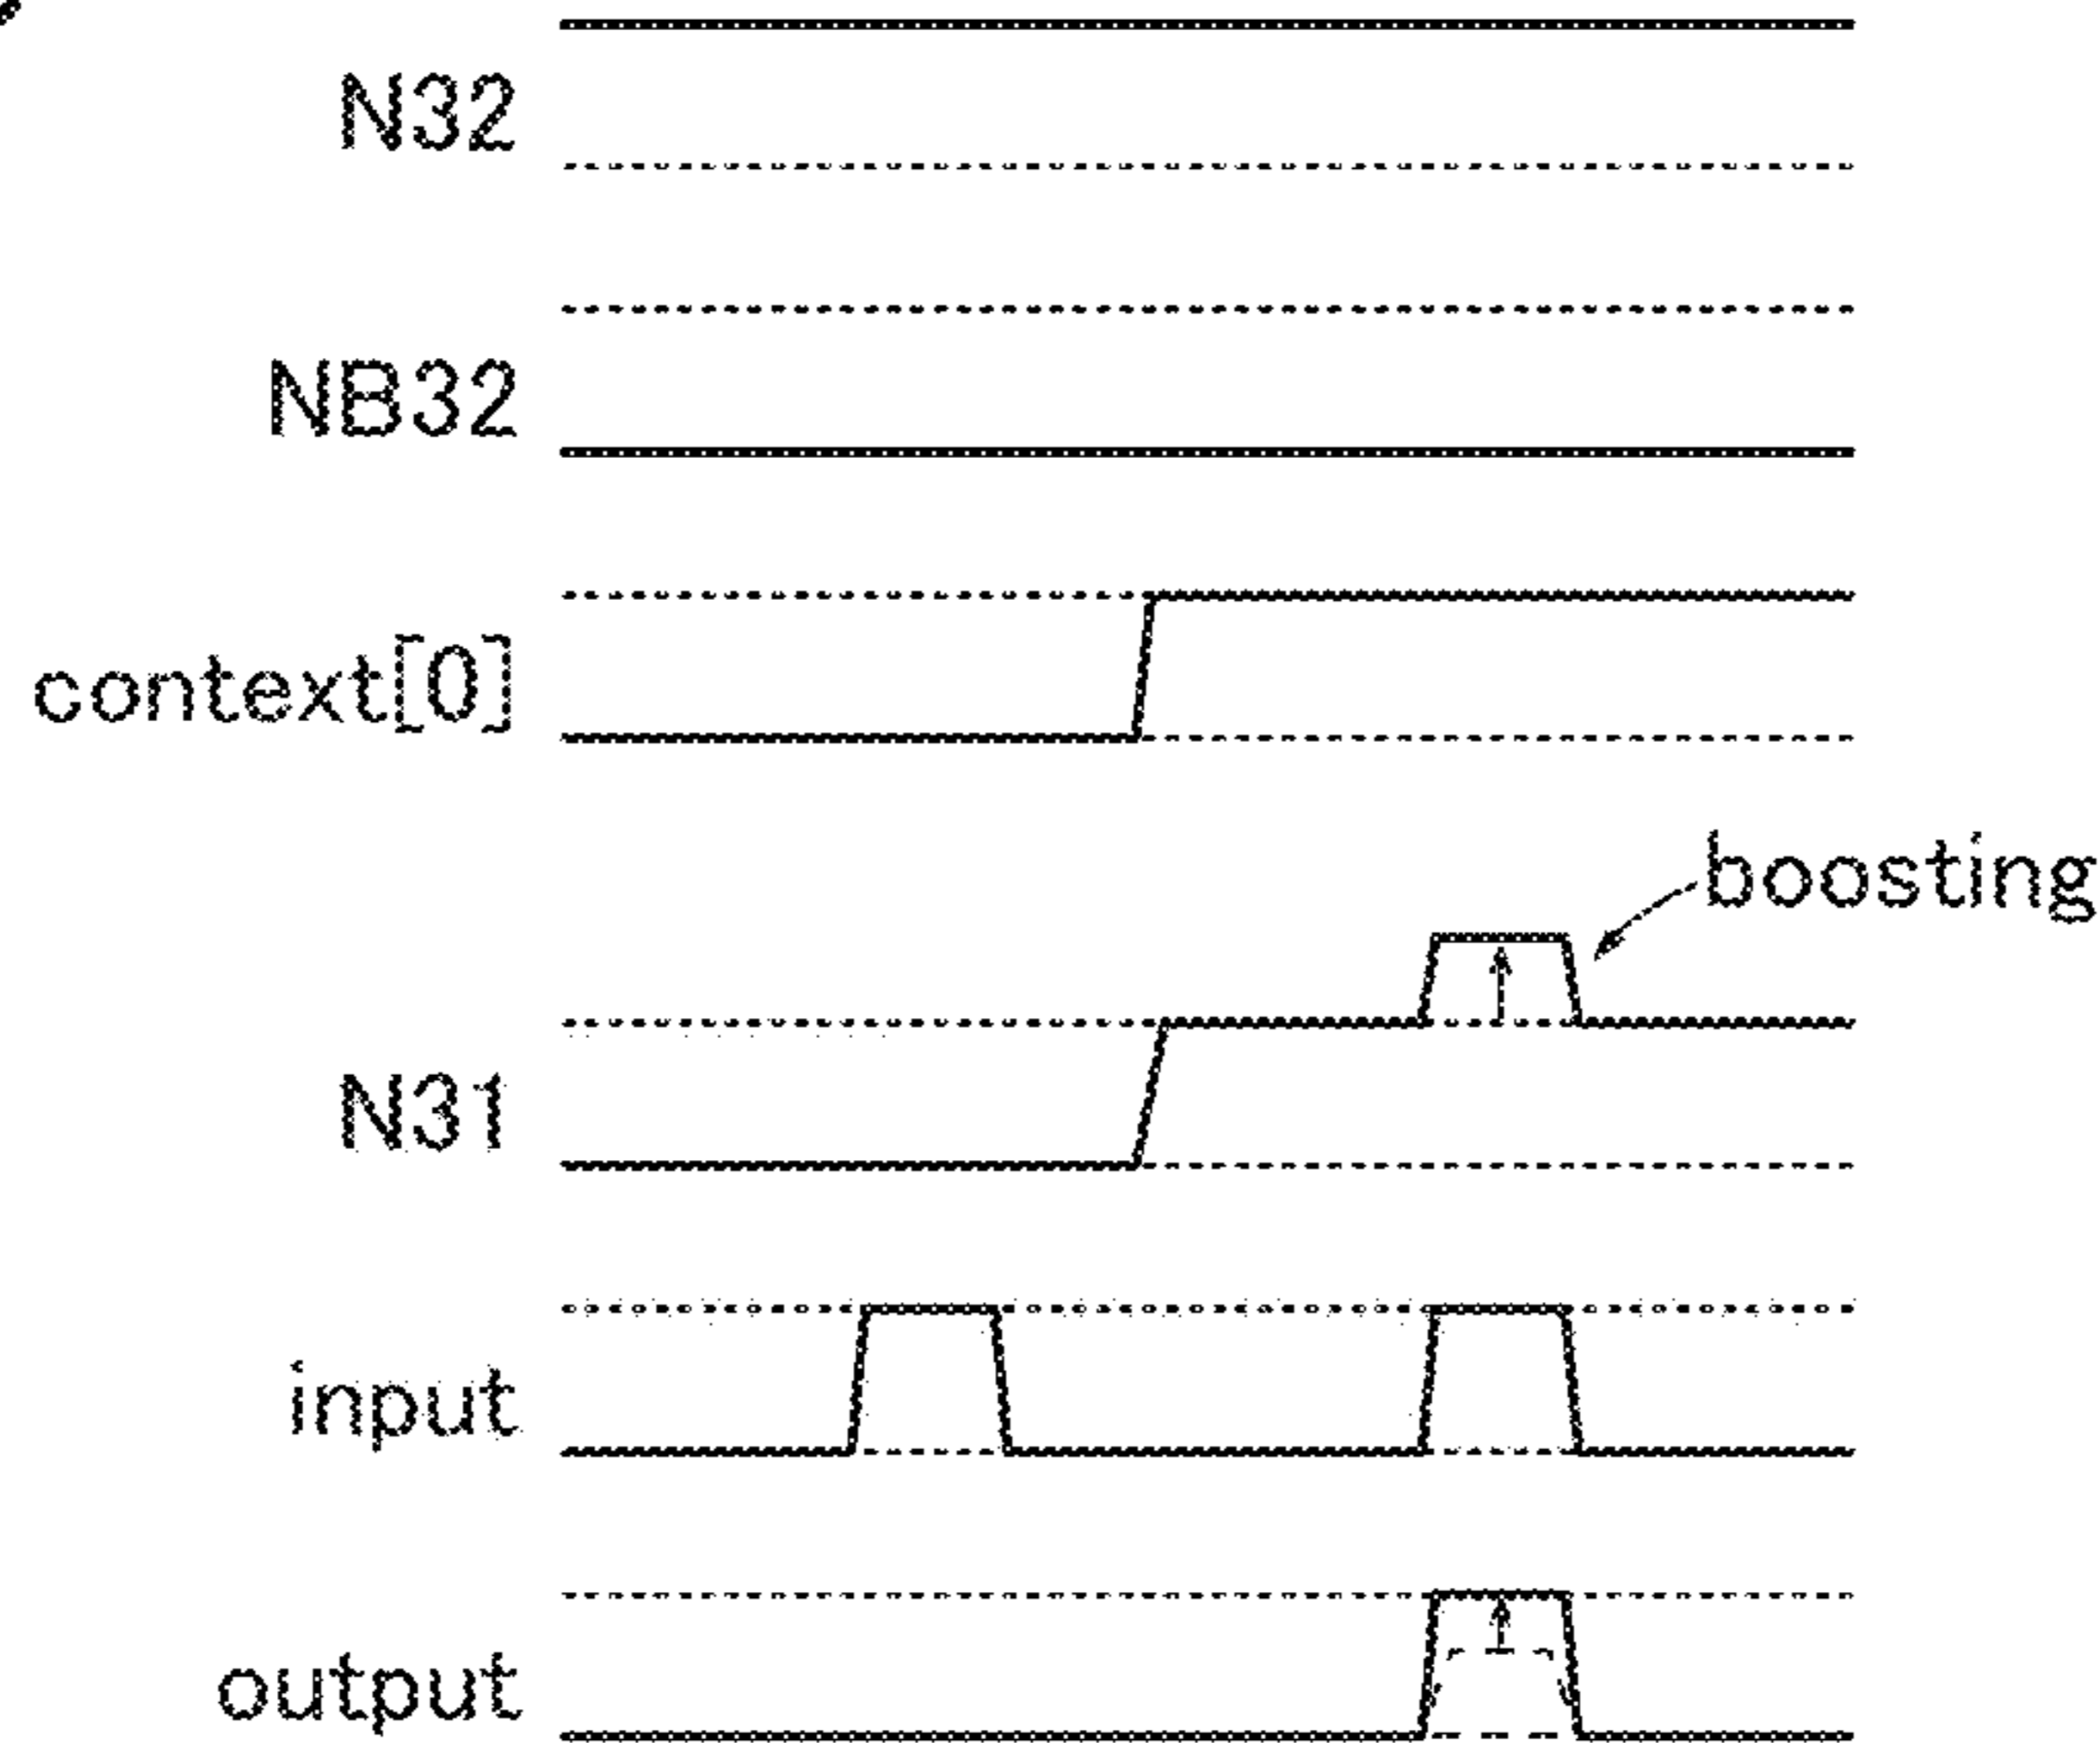 N32
NB32
context[0]
boosting
N31
input
output